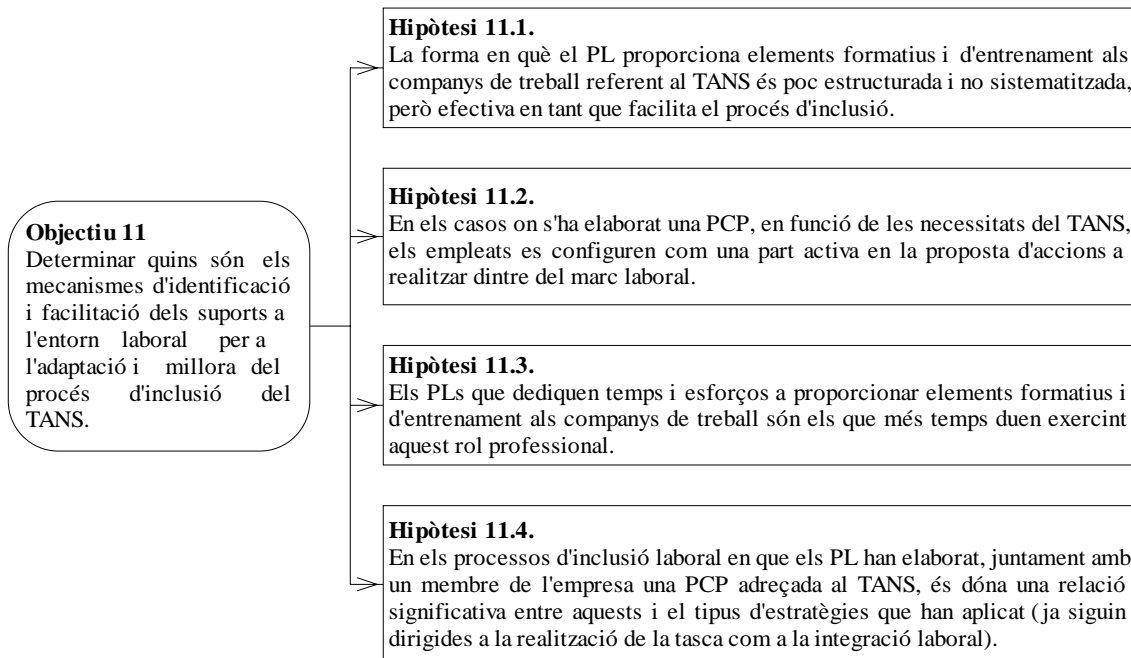 Objectiu 11
Determinar quins són els
mecanismes d'identificació
i facilitació dels suports a
l'entorn laboral per a
l'adaptació i millora del
procés d'inclusió del
TANS.
Hipòtesi 11.1.
La forma en què el PL proporciona elements formatius i d'entrenament als
companys de treball referent al TANS és poc estructurada i no sistematitzada,
però efectiva en tant que facilita el procés d'inclusió.
Hipòtesi 11.2.
En els casos on s'ha elaborat una PCP, en funció de les necessitats del TANS,
els empleats es configuren com una part activa en la proposta d'accions a
realitzar dintre del marc laboral.
Hipòtesi 11.3.
Els PLs que dediquen temps i esforços a proporcionar elements formatius i
d'entrenament als companys de treball són els que més temps duen exercint
aquest rol professional.
Hipòtesi 11.4.
En els processos d'inclusió laboral en que els PL han elaborat, juntament amb
un membre de l'empresa una PCP adreçada al TANS, és dóna una relació
significativa entre aquests i el tipus d'estratègies que han aplicat (ja siguin
dirigides a la realització de la tasca com a la integració laboral).